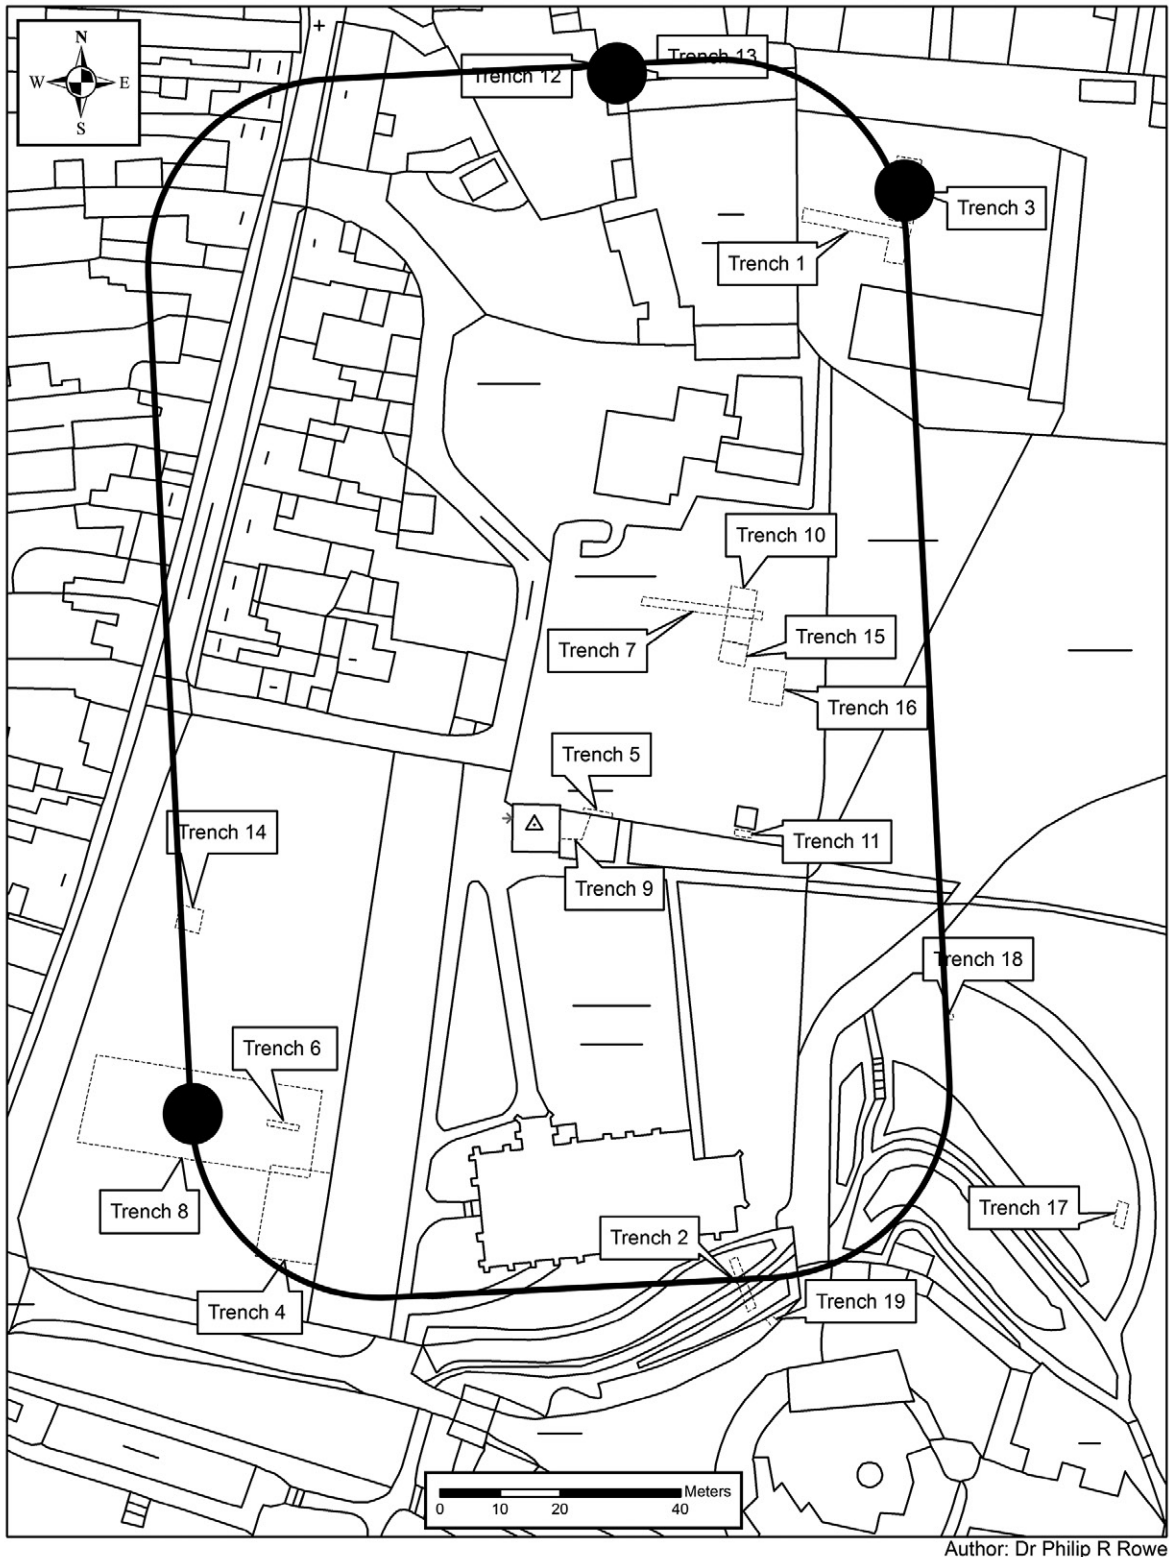 N
W E
S
Trench 13
Trench 12
Trench 3
Trench 1
Trench 10
Trench 15
Trench 7
Trench 16
Trench 5
Trench 14
Trench 11
Trench 9
Trench 18
Trench 6
Trench 8
Trench 17
Trench 2
Trench 4
Trench 19
Meters
0 10 20 40
Author: Dr Philip R Rowe